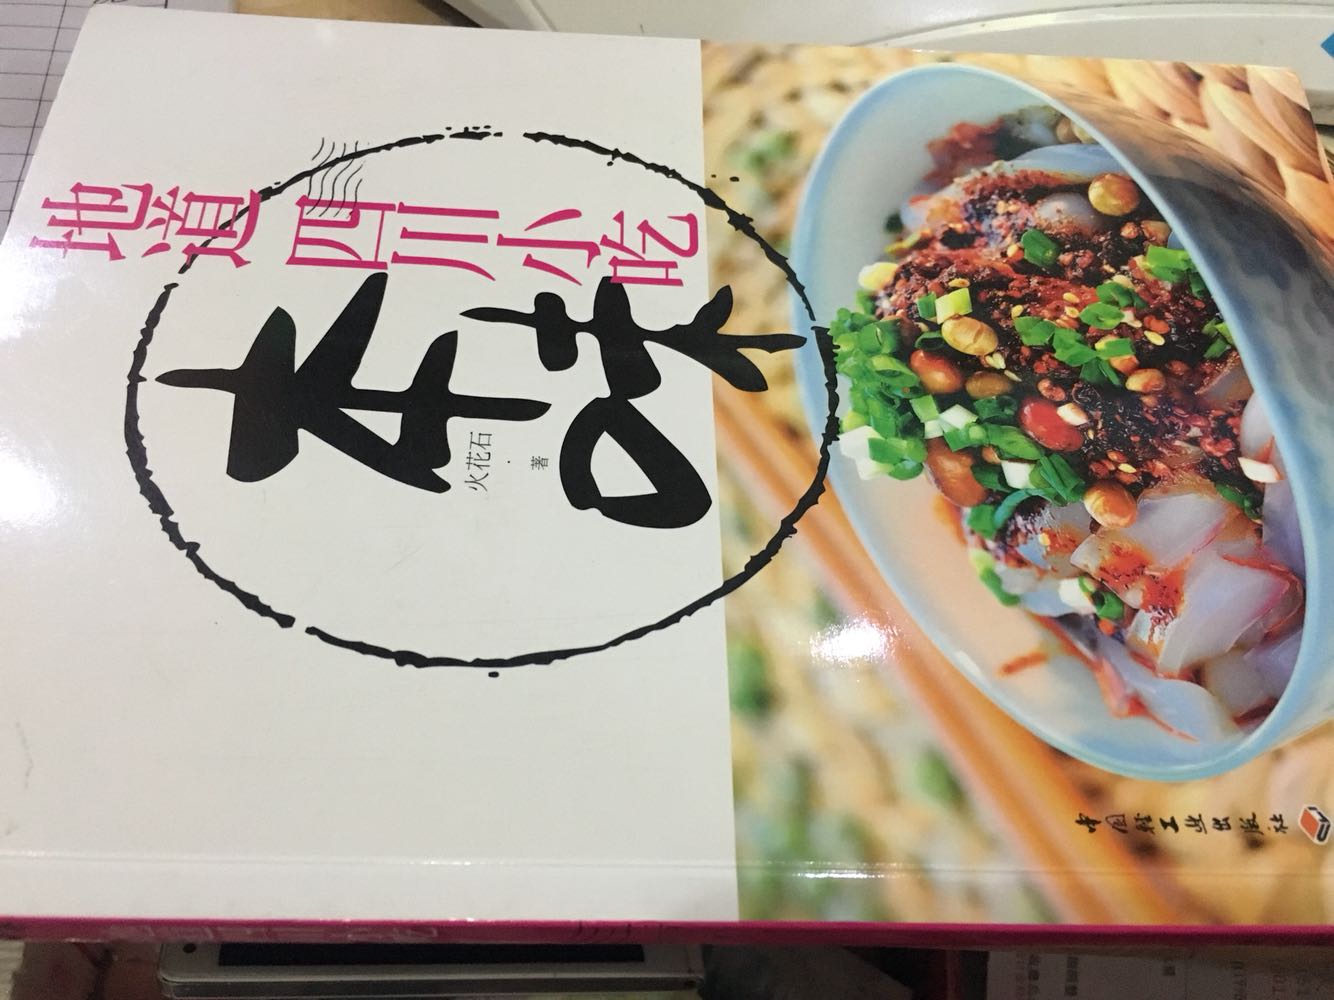 地道四川小吃
本味
火花石·著
中国轻工业出版社